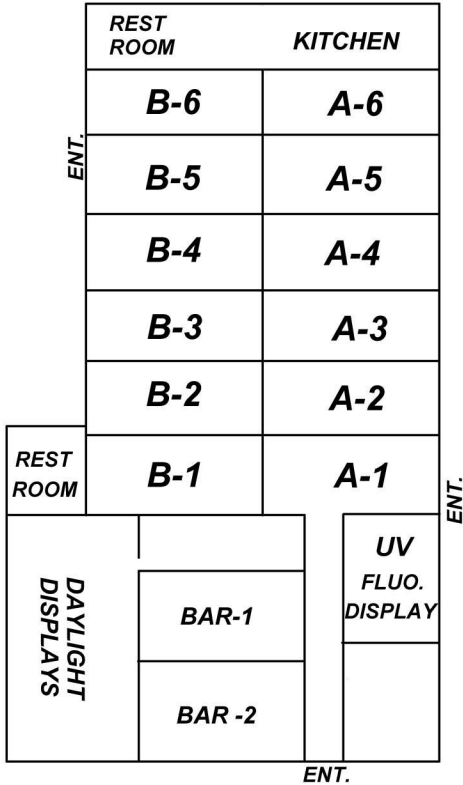 REST
ROOM
KITCHEN
B-6
A-6
ENT.
B-5
A-5
B-4
A-4
B-3
A-3
B-2
A-2
REST
ROOM
B-1
A-1
ENT.
UV
FLUO.
DISPLAY
DAYLIGHT
DISPLAYS
BAR-1
BAR -2
ENT.